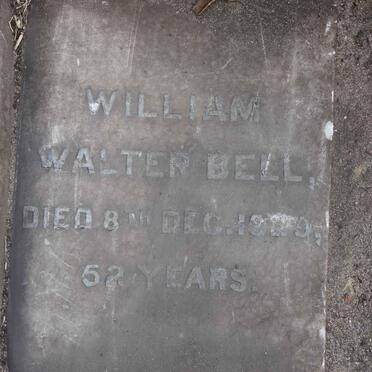 WILLIAM
WALTER BELL,
DIED 8TH DEC.
52 YEARS.